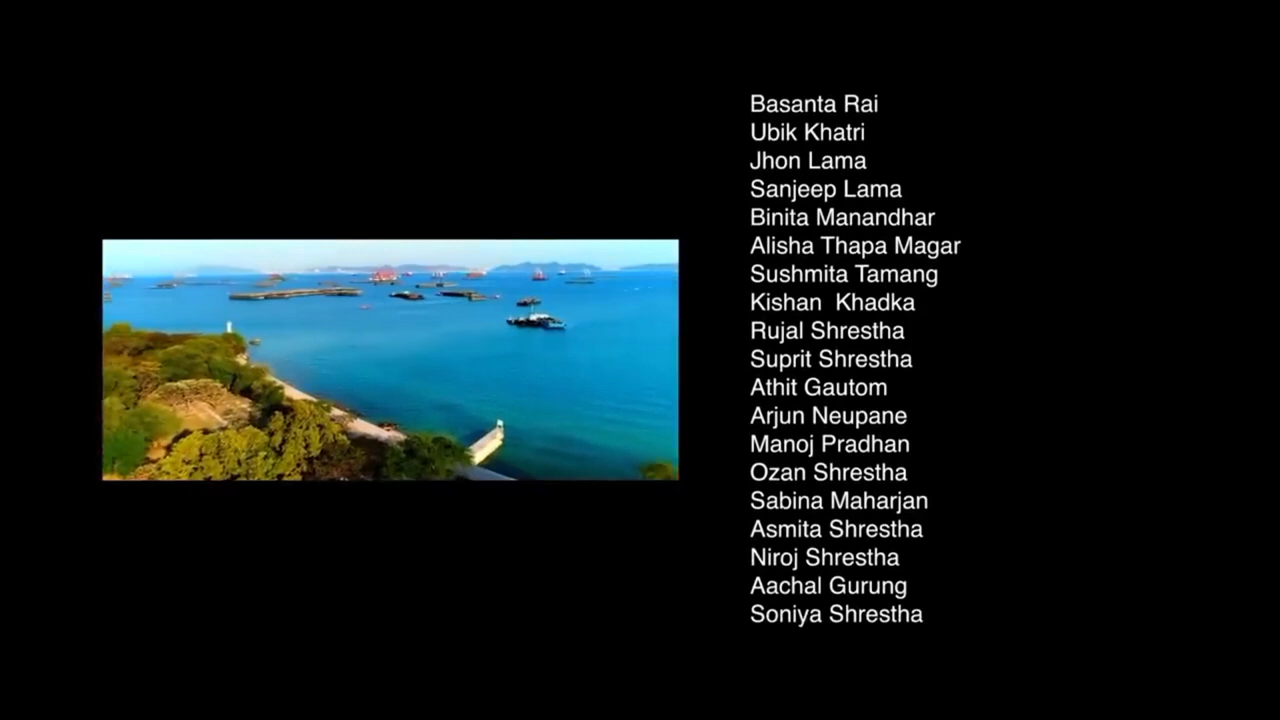 Basanta Rai
Ubik Khatri
Jhon Lama
Sanjeep Lama
Binita Manandhar
Alisha Thapa Magar
Sushmita Tamang
Kishan  Khadka
Rujal Shrestha
Suprit Shrestha
Athit Gautom
Arjun Neupane
Manoj Pradhan
Ozan Shrestha
Sabina Maharjan
Asmita Shrestha
Niroj Shrestha
Aachal Gurung
Soniya Shrestha